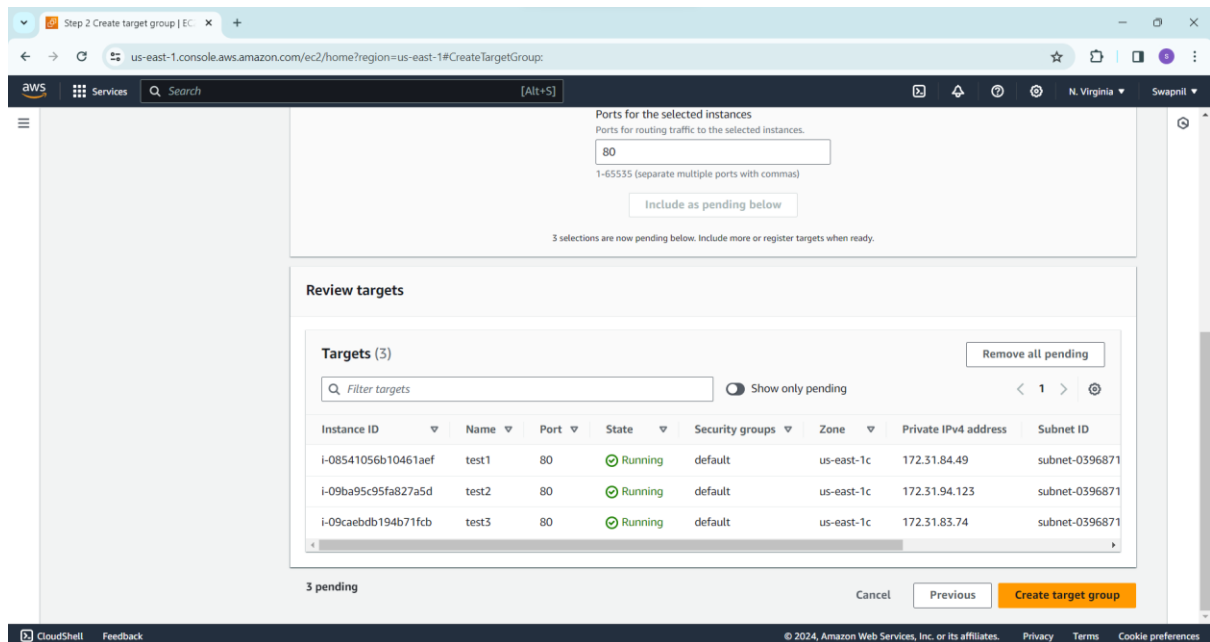 Step 2 Create target group | EC
us-east-1.console.aws.amazon.com/ec2/home?region=us-east-1#CreateTargetGroup:
S
aws Services Search [Alt+S] N. Virginia Swapnil
Ports for the selected instances
Ports for routing traffic to the selected instances.
80
1-65535 (separate multiple ports with commas)
Include as pending below
3 selections are now pending below. Include more or register targets when ready.
Review targets
Targets (3)
Remove all pending
Filter targets
Show only pending
1
Instance ID Name Port State Security groups Zone Private IPv4 address Subnet ID
i-08541056b10461aef test1 80 Running default us-east-1c 172.31.84.49 subnet-0396871
i-09ba95c95fa827a5d test2 80 Running default us-east-1c 172.31.94.123 subnet-0396871
i-09caebdb194b71fcb test3 80 Running default us-east-1c 172.31.83.74 subnet-0396871
3 pending
Cancel Previous Create target group
CloudShell Feedback © 2024, Amazon Web Services, Inc. or its affiliates. Privacy Terms Cookie preferences